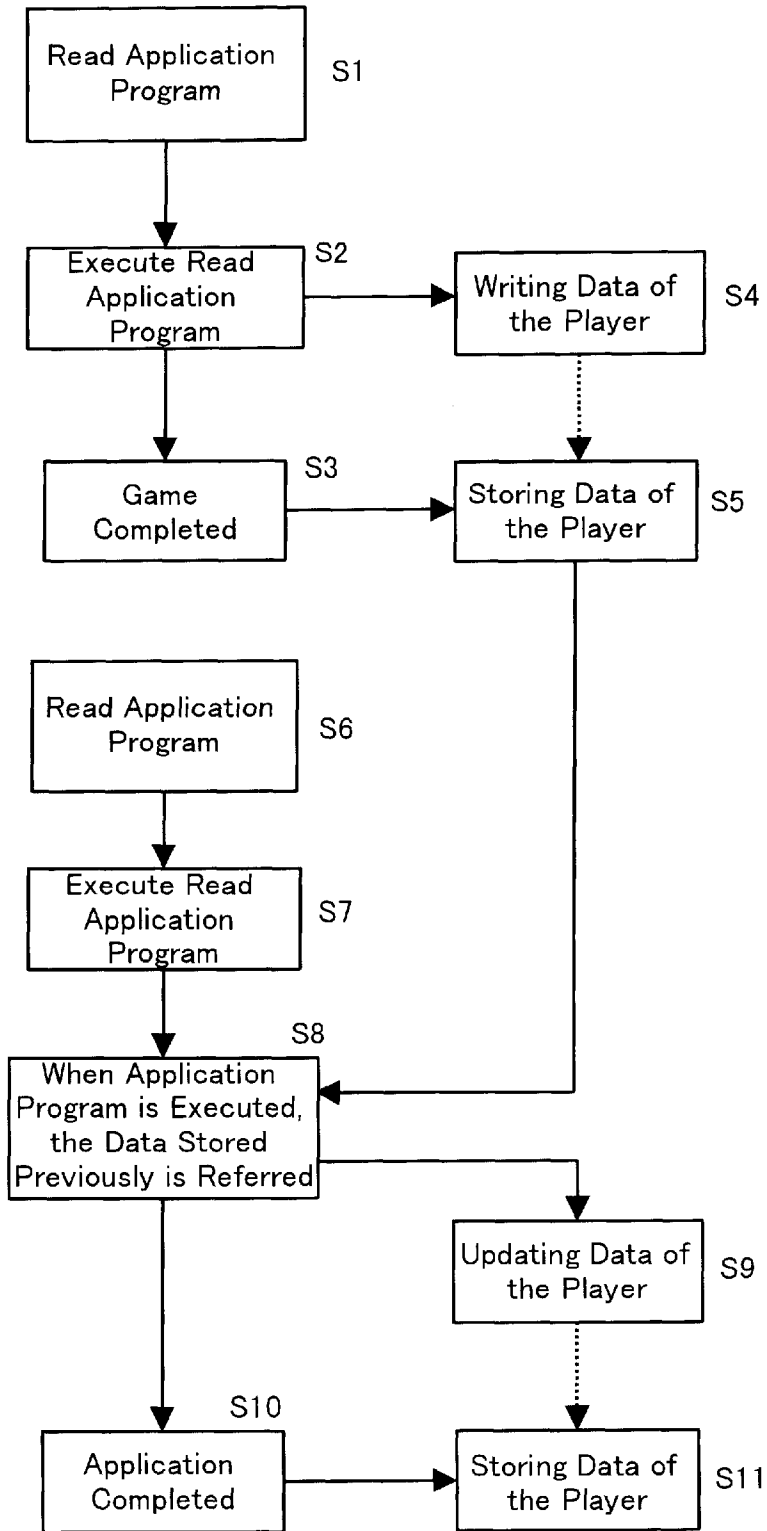 Read Application
Program
S1
Execute Read
Application
Program
S2
Writing Data of
the Player
S4
Game
Completed
S3
Storing Data of
the Player
S5
Read Application
Program
S6
Execute Read
Application
Program
S7
S8
When Application
Program is Executed,
the Data Stored
Previously is Referred
Updating Data of
the Player
S9
S10
Application
Completed
Storing Data of
the Player
S11